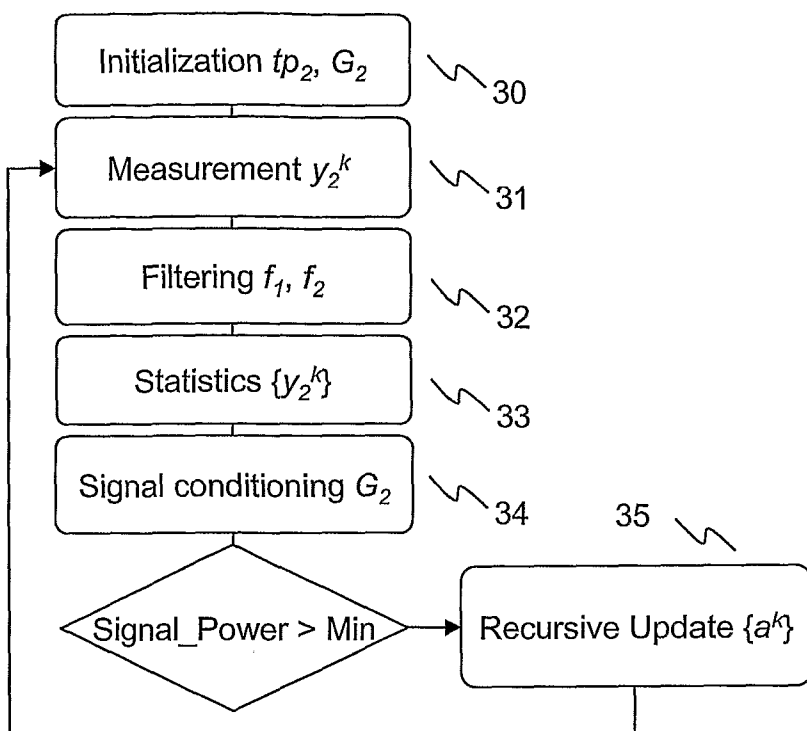 Initialization tp₂, G₂
30
Measurement y₂ᵏ
31
Filtering f₁, f₂
32
Statistics {y₂ᵏ}
33
Signal conditioning G₂
34
35
Signal_Power > Min
Recursive Update {aᵏ}